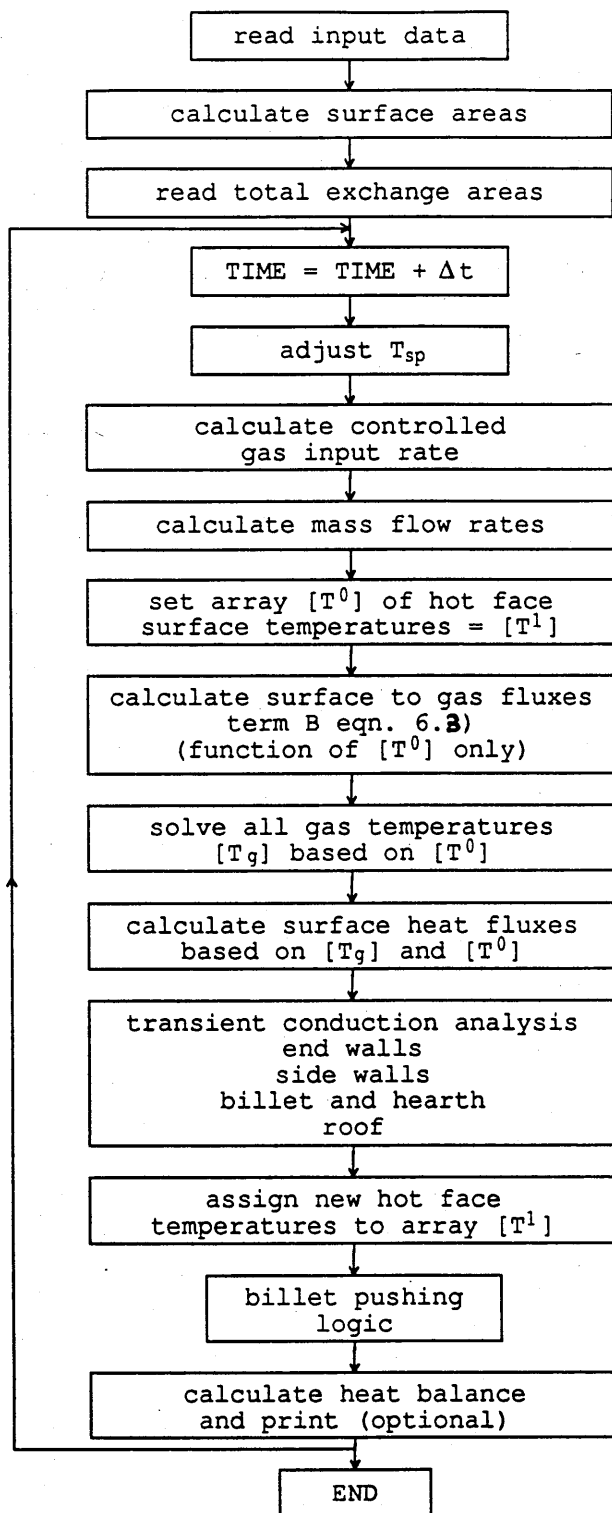 read input data
calculate surface areas
read total exchange areas
TIME = TIME + Δt
adjust T_sp
calculate controlled
gas input rate
calculate mass flow rates
set array [T⁰] of hot face
surface temperatures = [T¹]
calculate surface to gas fluxes
term B eqn. 6.3)
(function of [T⁰] only)
solve all gas temperatures
[T_g] based on [T⁰]
calculate surface heat fluxes
based on [T_g] and [T⁰]
transient conduction analysis
end walls
side walls
billet and hearth
roof
assign new hot face
temperatures to array [T¹]
billet pushing
logic
calculate heat balance
and print (optional)
END